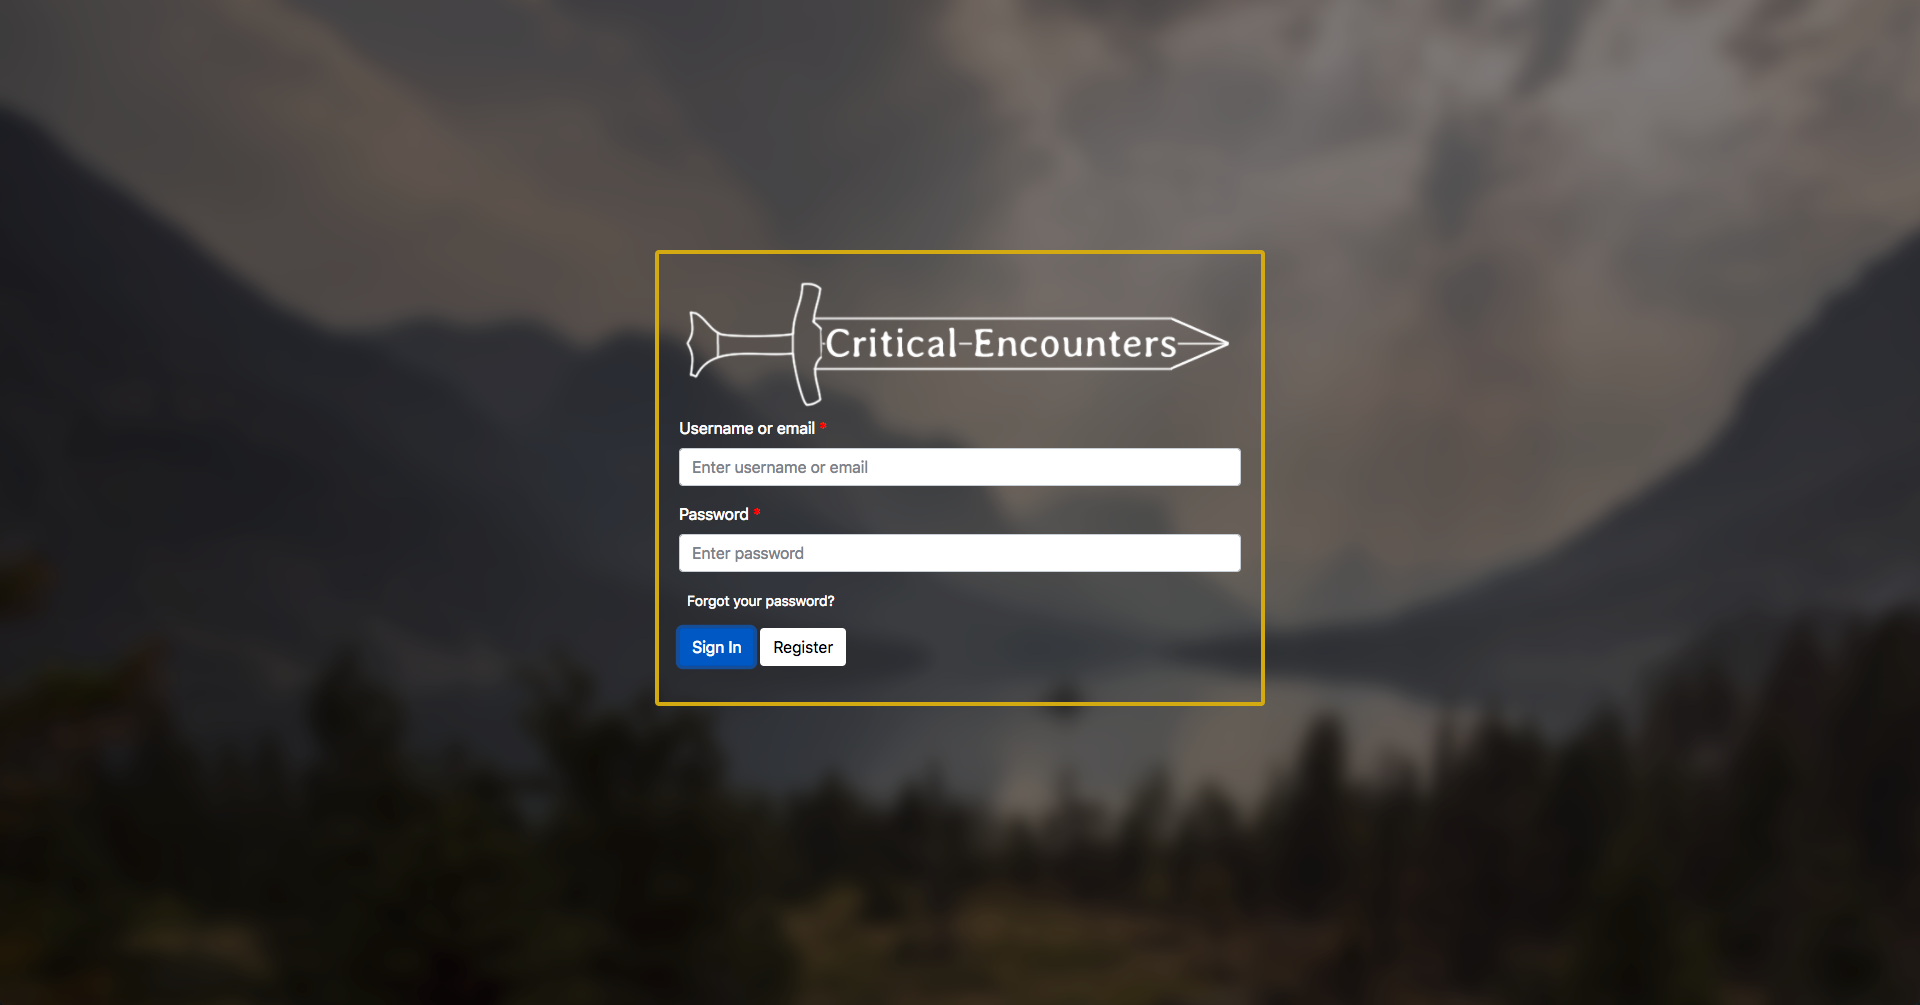 Critical-Encounters
Username or email *
Enter username or email
Password *
Enter password
Forgot your password?
Sign In Register